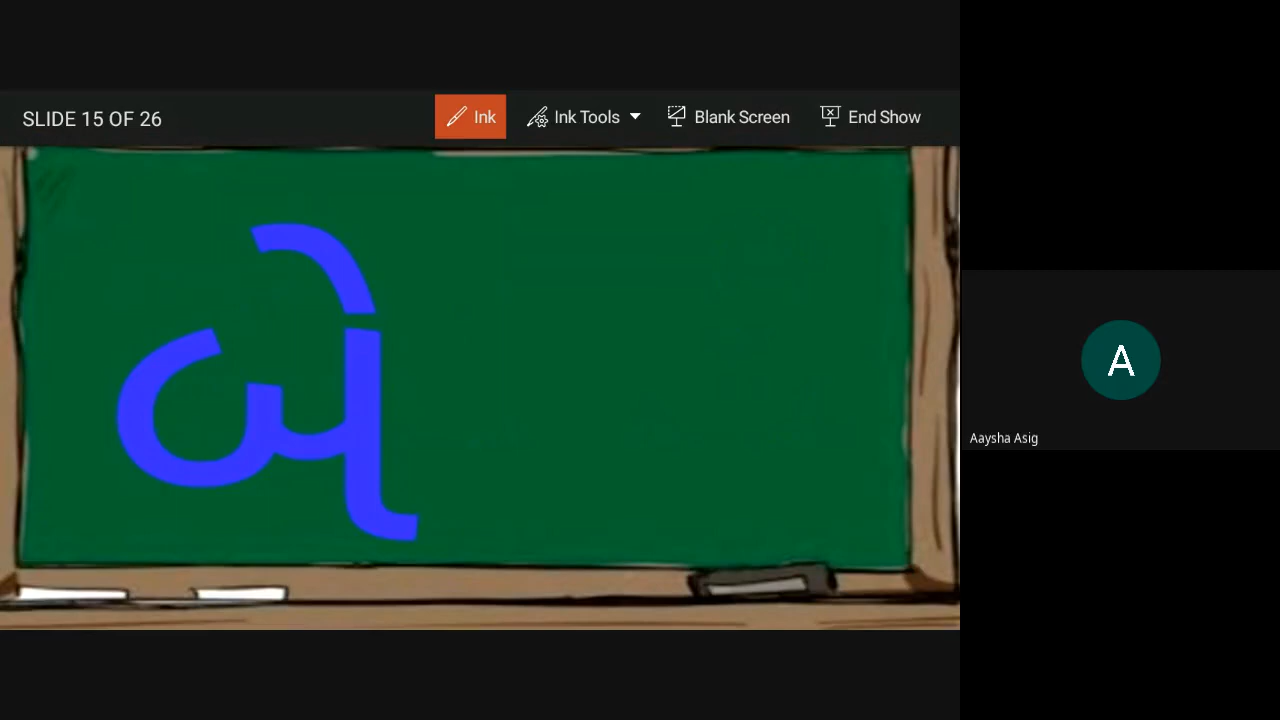 SLIDE 15 OF 26
Ink
Ink Tools
Blank Screen
End Show
બે
A
Aaysha Asig